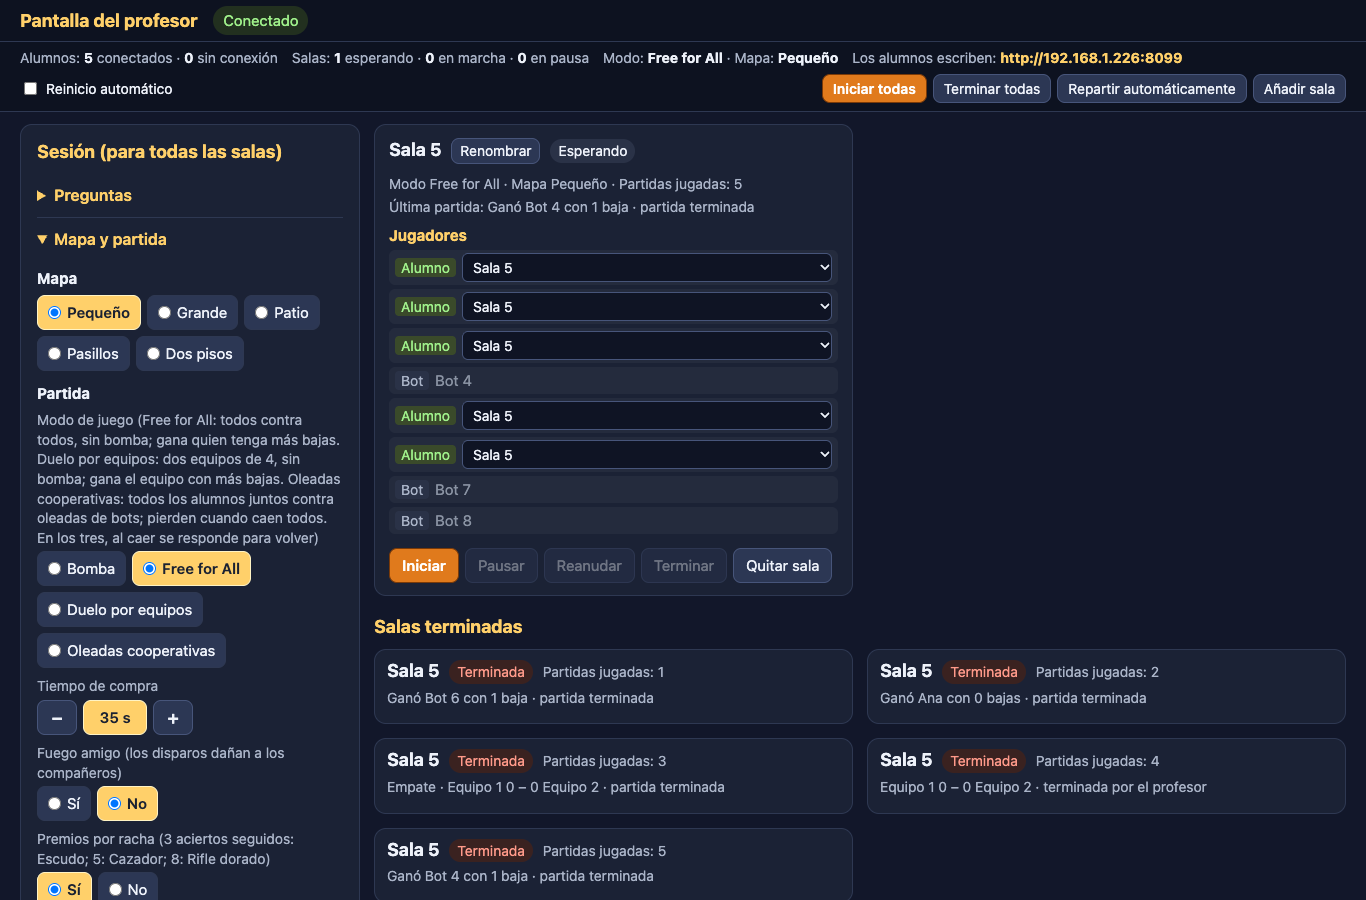 Pantalla del profesor Conectado
Alumnos: 5 conectados · 0 sin conexión Salas: 1 esperando · 0 en marcha · 0 en pausa Modo: Free for All · Mapa: Pequeño Los alumnos escriben: http://192.168.1.226:8099
Reinicio automático
Iniciar todas Terminar todas Repartir automáticamente Añadir sala
Sesión (para todas las salas)
Preguntas
Mapa y partida
Mapa
Pequeño Grande Patio
Pasillos Dos pisos
Partida
Modo de juego (Free for All: todos contra
todos, sin bomba; gana quien tenga más bajas.
Duelo por equipos: dos equipos de 4, sin
bomba; gana el equipo con más bajas. Oleadas
cooperativas: todos los alumnos juntos contra
oleadas de bots; pierden cuando caen todos.
En los tres, al caer se responde para volver)
Bomba Free for All
Duelo por equipos
Oleadas cooperativas
Tiempo de compra
− 35 s +
Fuego amigo (los disparos dañan a los
compañeros)
Sí No
Premios por racha (3 aciertos seguidos:
Escudo; 5: Cazador; 8: Rifle dorado)
Sí No
Sala 5 Renombrar Esperando
Modo Free for All · Mapa Pequeño · Partidas jugadas: 5
Última partida: Ganó Bot 4 con 1 baja · partida terminada
Jugadores
Alumno Sala 5
Alumno Sala 5
Alumno Sala 5
Bot Bot 4
Alumno Sala 5
Alumno Sala 5
Bot Bot 7
Bot Bot 8
Iniciar Pausar Reanudar Terminar Quitar sala
Salas terminadas
Sala 5 Terminada Partidas jugadas: 1
Ganó Bot 6 con 1 baja · partida terminada
Sala 5 Terminada Partidas jugadas: 2
Ganó Ana con 0 bajas · partida terminada
Sala 5 Terminada Partidas jugadas: 3
Empate · Equipo 1 0 – 0 Equipo 2 · partida terminada
Sala 5 Terminada Partidas jugadas: 4
Equipo 1 0 – 0 Equipo 2 · terminada por el profesor
Sala 5 Terminada Partidas jugadas: 5
Ganó Bot 4 con 1 baja · partida terminada